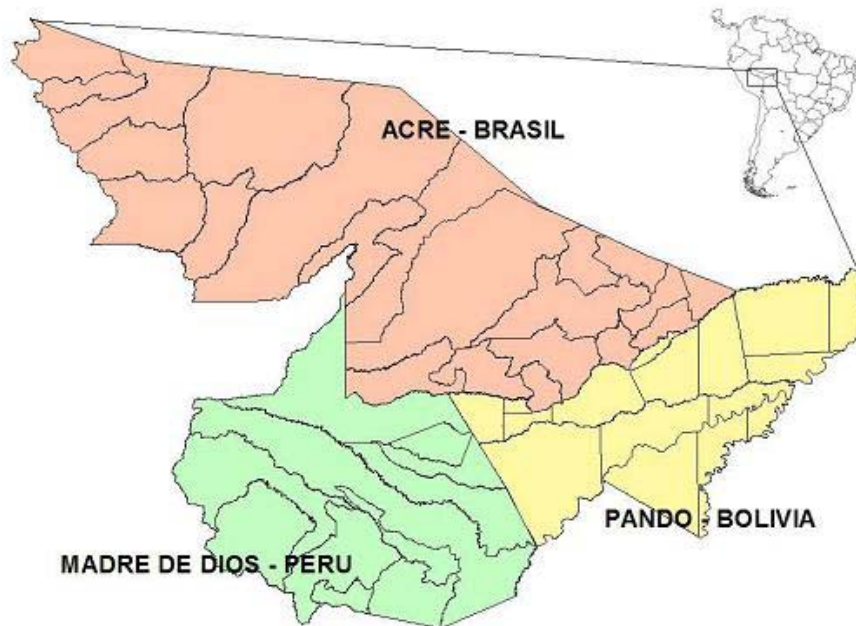 ACRE - BRASIL
PANDO - BOLIVIA
MADRE DE DIOS - PERU